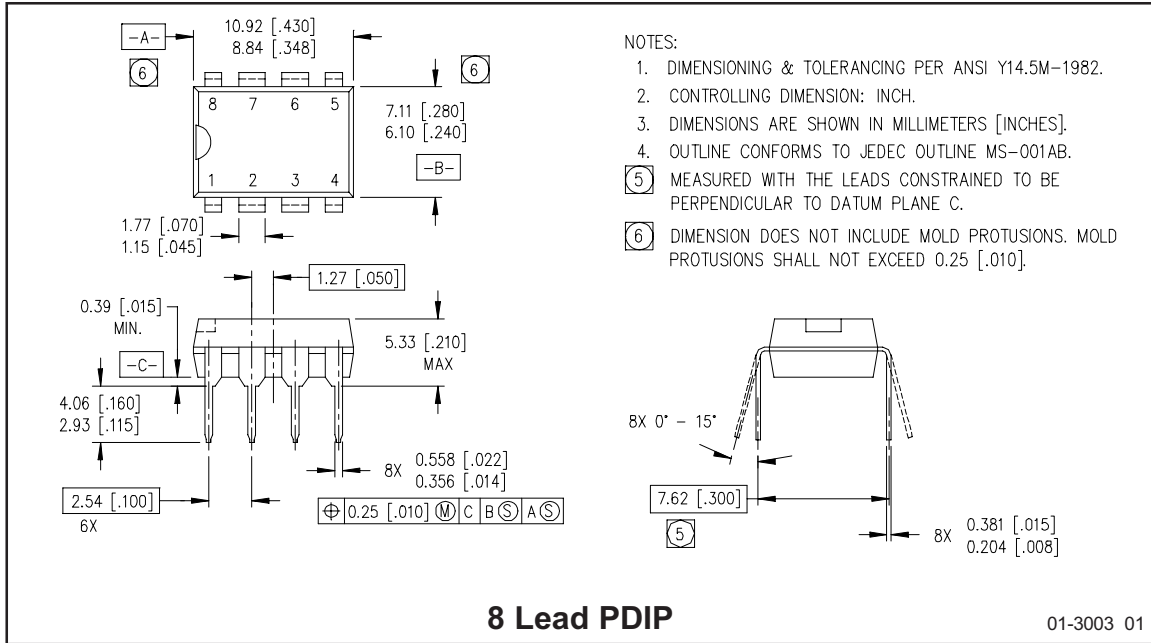 -A-
10.92 [.430]
8.84 [.348]
6
6
8 7 6 5
1 2 3 4
7.11 [.280]
6.10 [.240]
-B-
1.77 [.070]
1.15 [.045]
1.27 [.050]
0.39 [.015]
MIN.
-C-
4.06 [.160]
2.93 [.115]
5.33 [.210]
MAX
2.54 [.100]
6X
8X 0.558 [.022]
0.356 [.014]
⌖ 0.25 [.010] Ⓜ C B Ⓢ A Ⓢ
NOTES:
1. DIMENSIONING & TOLERANCING PER ANSI Y14.5M-1982.
2. CONTROLLING DIMENSION: INCH.
3. DIMENSIONS ARE SHOWN IN MILLIMETERS [INCHES].
4. OUTLINE CONFORMS TO JEDEC OUTLINE MS-001AB.
5 MEASURED WITH THE LEADS CONSTRAINED TO BE
PERPENDICULAR TO DATUM PLANE C.
6 DIMENSION DOES NOT INCLUDE MOLD PROTUSIONS. MOLD
PROTUSIONS SHALL NOT EXCEED 0.25 [.010].
8X 0° - 15°
7.62 [.300]
5
8X 0.381 [.015]
0.204 [.008]
8 Lead PDIP
01-3003 01